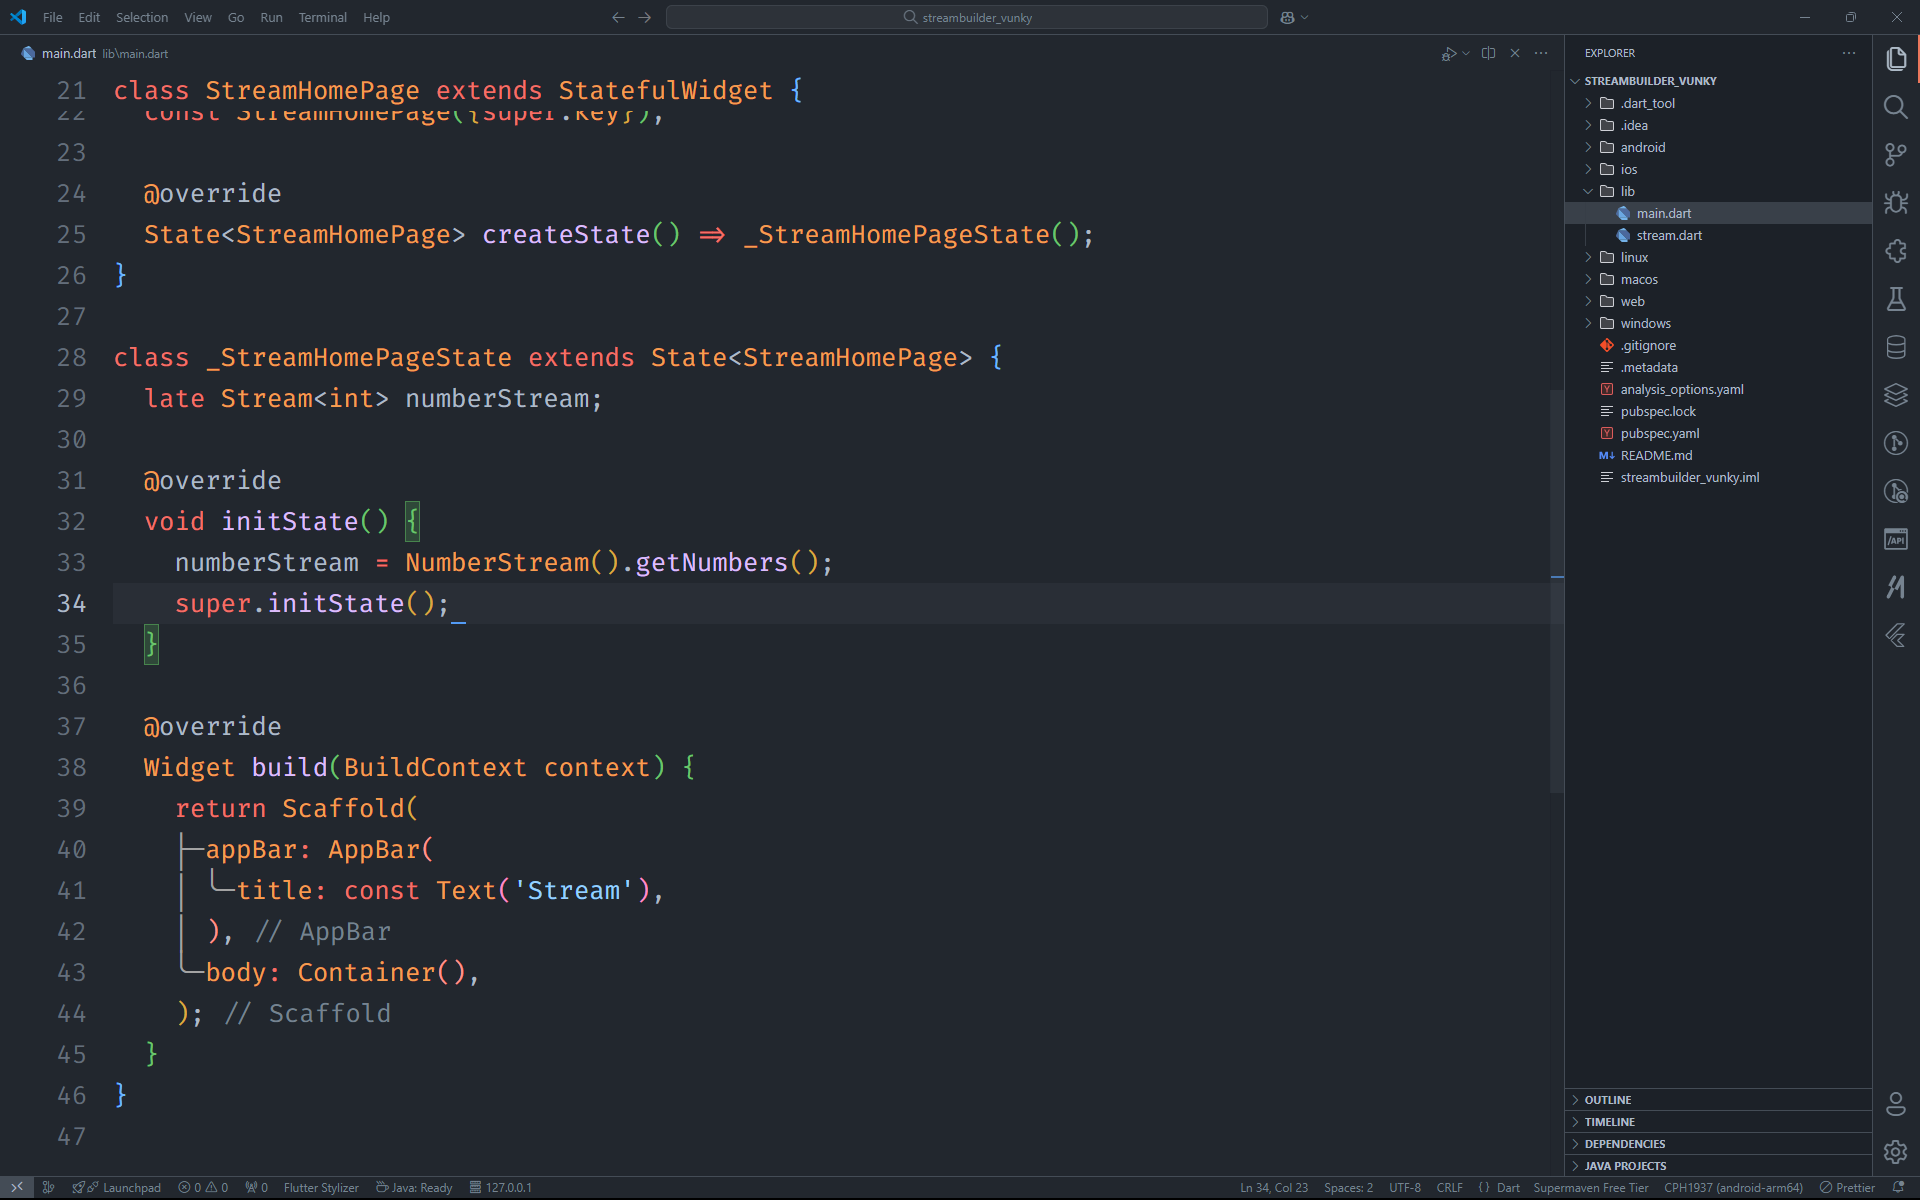 File Edit Selection View Go Run Terminal Help
streambuilder_vunky
main.dart lib\main.dart
21 class StreamHomePage extends StatefulWidget {
22 const StreamHomePage({super.key});
23
24 @override
25 State<StreamHomePage> createState() => _StreamHomePageState();
26 }
27
28 class _StreamHomePageState extends State<StreamHomePage> {
29 late Stream<int> numberStream;
30
31 @override
32 void initState() {
33 numberStream = NumberStream().getNumbers();
34 super.initState();
35 }
36
37 @override
38 Widget build(BuildContext context) {
39 return Scaffold(
40 appBar: AppBar(
41 title: const Text('Stream'),
42 ), // AppBar
43 body: Container(),
44 ); // Scaffold
45 }
46 }
47
EXPLORER
STREAMBUILDER_VUNKY
.dart_tool
.idea
android
ios
lib
main.dart
stream.dart
linux
macos
web
windows
.gitignore
.metadata
analysis_options.yaml
pubspec.lock
pubspec.yaml
README.md
streambuilder_vunky.iml
OUTLINE
TIMELINE
DEPENDENCIES
JAVA PROJECTS
Launchpad 0 0 0 Flutter Stylizer Java: Ready 127.0.0.1 Ln 34, Col 23 Spaces: 2 UTF-8 CRLF { } Dart Supermaven Free Tier CPH1937 (android-arm64) Prettier